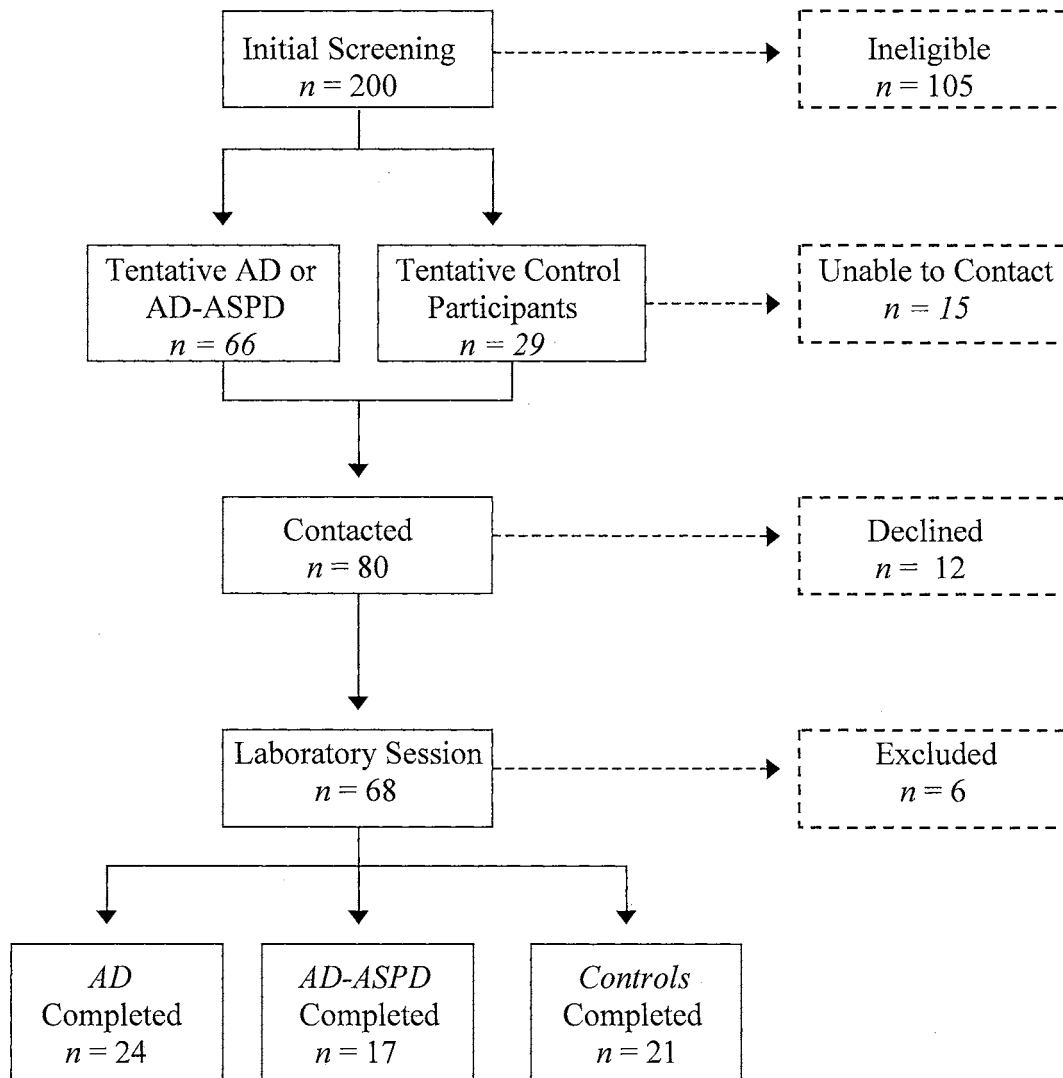 Initial Screening
n = 200
Ineligible
n = 105
Tentative AD or
AD-ASPD
n = 66
Tentative Control
Participants
n = 29
Unable to Contact
n = 15
Contacted
n = 80
Declined
n = 12
Laboratory Session
n = 68
Excluded
n = 6
AD
Completed
n = 24
AD-ASPD
Completed
n = 17
Controls
Completed
n = 21